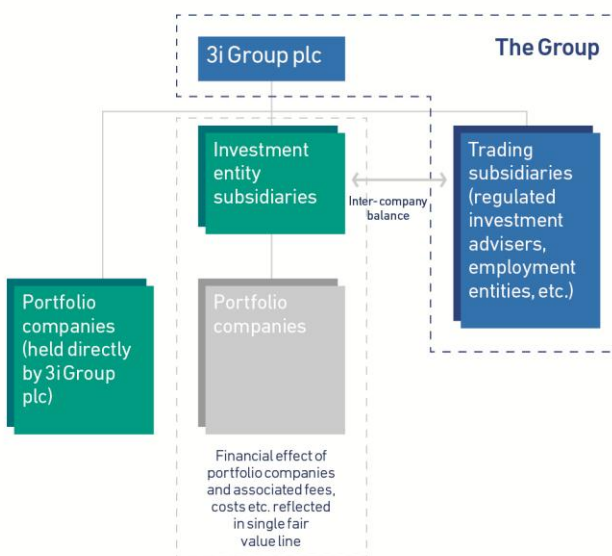 The Group
3i Group plc
Investment
entity
subsidiaries
Inter- company
balance
Trading
subsidiaries
(regulated
investment
advisers,
employment
entities, etc.)
Portfolio
companies
(held directly
by 3i Group
plc)
Portfolio
companies
Financial effect of
portfolio companies
and associated fees,
costs etc. reflected
in single fair
value line